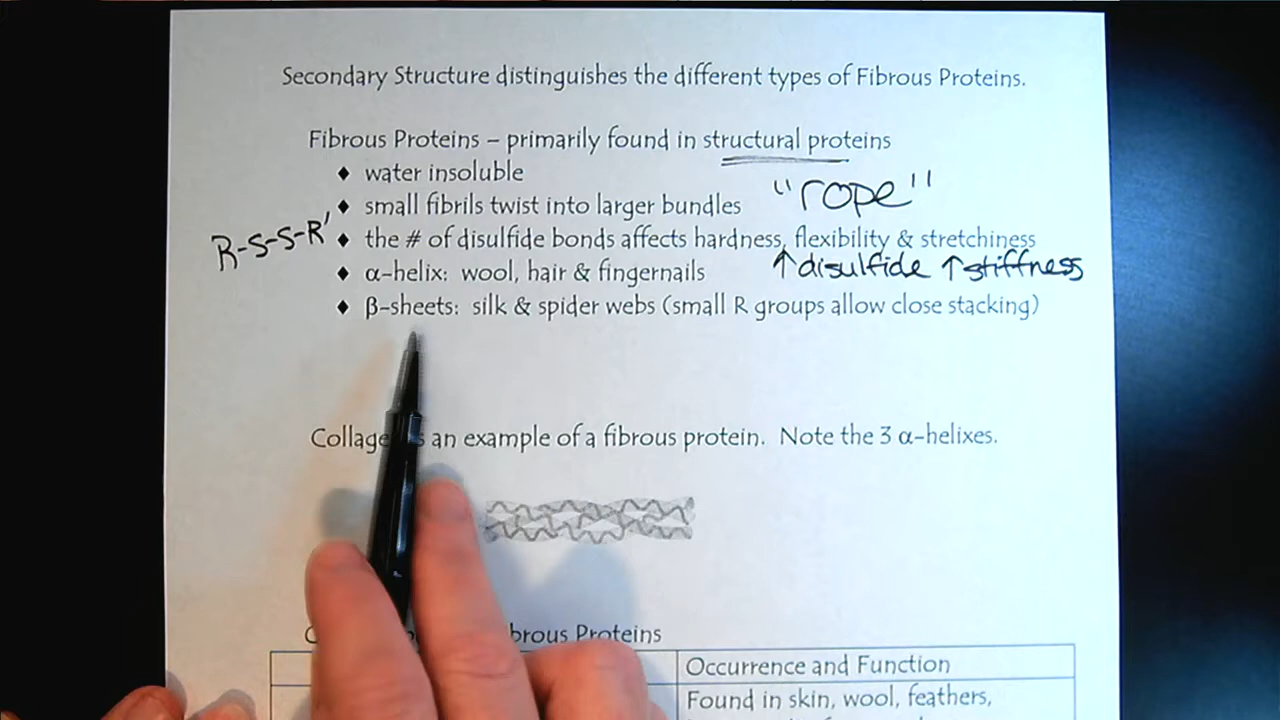 Secondary Structure distinguishes the different types of Fibrous Proteins.
Fibrous Proteins – primarily found in structural proteins
♦ water insoluble
"rope"
♦ small fibrils twist into larger bundles
R-S-S-R'
♦ the # of disulfide bonds affects hardness, flexibility & stretchiness
↑disulfide ↑stiffness
♦ α-helix: wool, hair & fingernails
♦ β-sheets: silk & spider webs (small R groups allow close stacking)
an example of a fibrous protein. Note the 3 α-helixes.
Proteins
Occurrence and Function
Found in skin, wool, feathers,